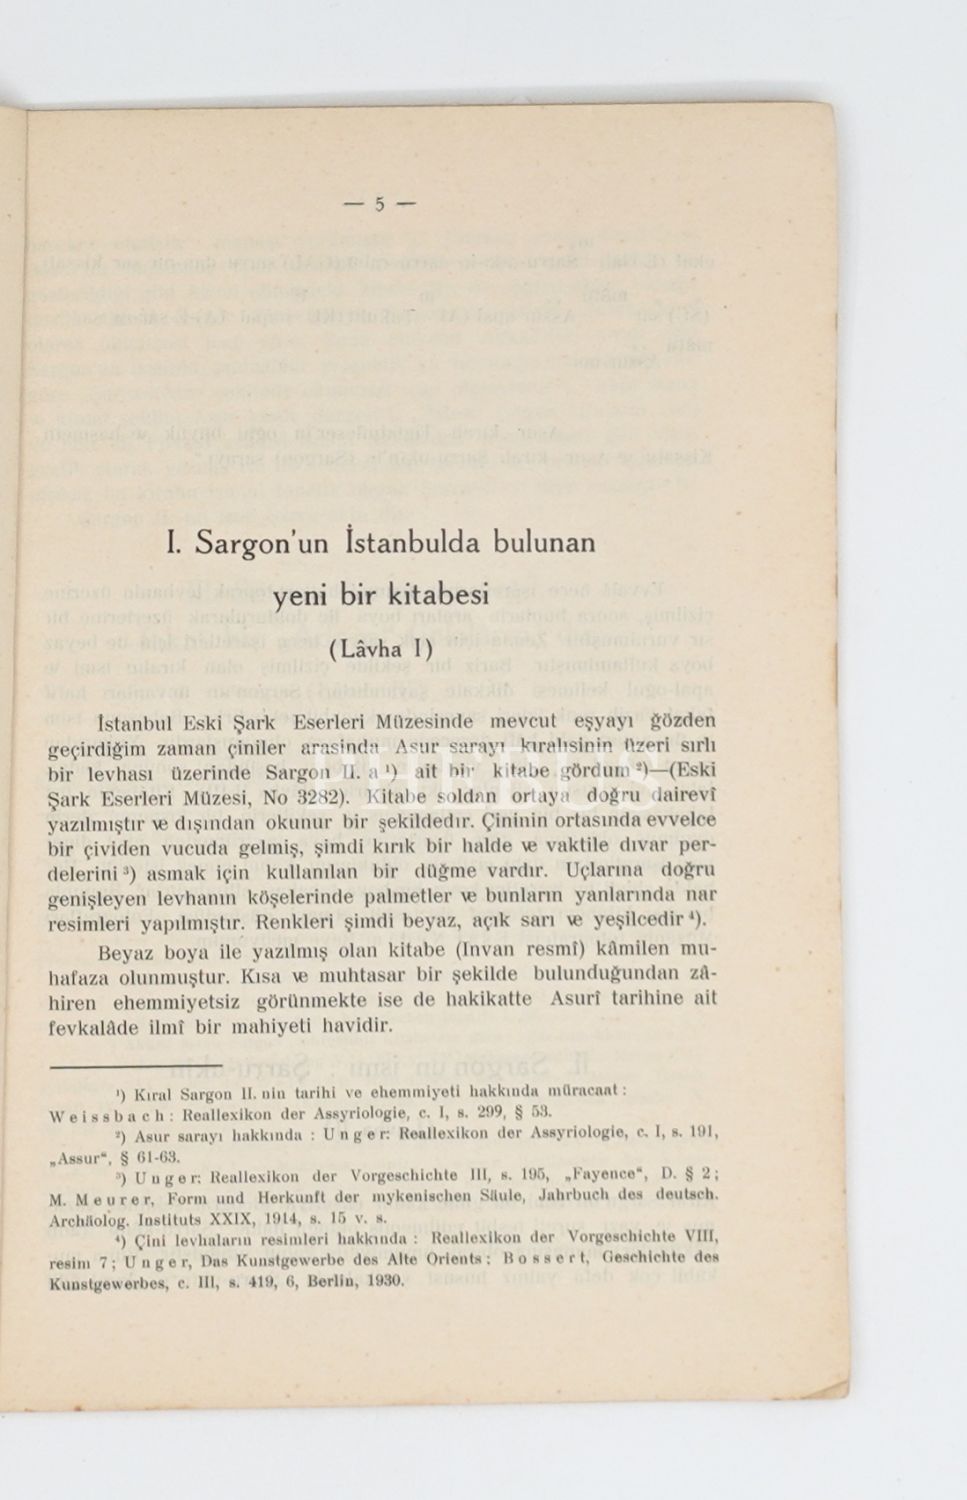 — 5 —
I. Sargon'un İstanbulda bulunan
yeni bir kitabesi
(Lâvha I)
İstanbul Eski Şark Eserleri Müzesinde mevcut eşyayı gözden
geçirdiğim zaman çiniler arasinda Asur sarayı kıralısinin üzeri sırlı
bir levhası üzerinde Sargon II. a ¹) ait bir kitabe gördum ²)—(Eski
Şark Eserleri Müzesi, No 3282). Kitabe soldan ortaya doğru dairevî
yazılmıştır ve dışından okunur bir şekildedır. Çininin ortasında evvelce
bir çividen vucuda gelmiş, şimdi kırık bir halde ve vaktile dıvar per-
delerini ³) asmak için kullanılan bir düğme vardır. Uçlarına doğru
genişleyen levhanın köşelerinde palmetler ve bunların yanlarında nar
resimleri yapılmıştır. Renkleri şimdi beyaz, açık sarı ve yeşilcedir ⁴).
Beyaz boya ile yazılmış olan kitabe (Invan resmî) kâmilen mu-
hafaza olunmuştur. Kısa ve muhtasar bir şekilde bulunduğundan zâ-
hiren ehemmiyetsiz görünmekte ise de hakikatte Asurî tarihine ait
fevkalâde ilmî bir mahiyeti havidir.
¹) Kıral Sargon II. nin tarihi ve ehemmiyeti hakkında müracaat :
Weissbach : Reallexikon der Assyriologie, c. I, s. 299, § 53.
²) Asur sarayı hakkında : Unger: Reallexikon der Assyriologie, c. I, s. 191,
„Assur“, § 61-63.
³) Unger: Reallexikon der Vorgeschichte III, s. 195, „Fayence“, D. § 2 ;
M. Meurer, Form und Herkunft der mykenischen Säule, Jahrbuch des deutsch.
Archäolog. Instituts XXIX, 1914, s. 15 v. s.
⁴) Çini levhaların resimleri hakkında : Reallexikon der Vorgeschichte VIII,
resim 7 ; Unger, Das Kunstgewerbe des Alte Orients ; Bossert, Geschichte des
Kunstgewerbes, c. III, s. 419, 6, Berlin, 1930.